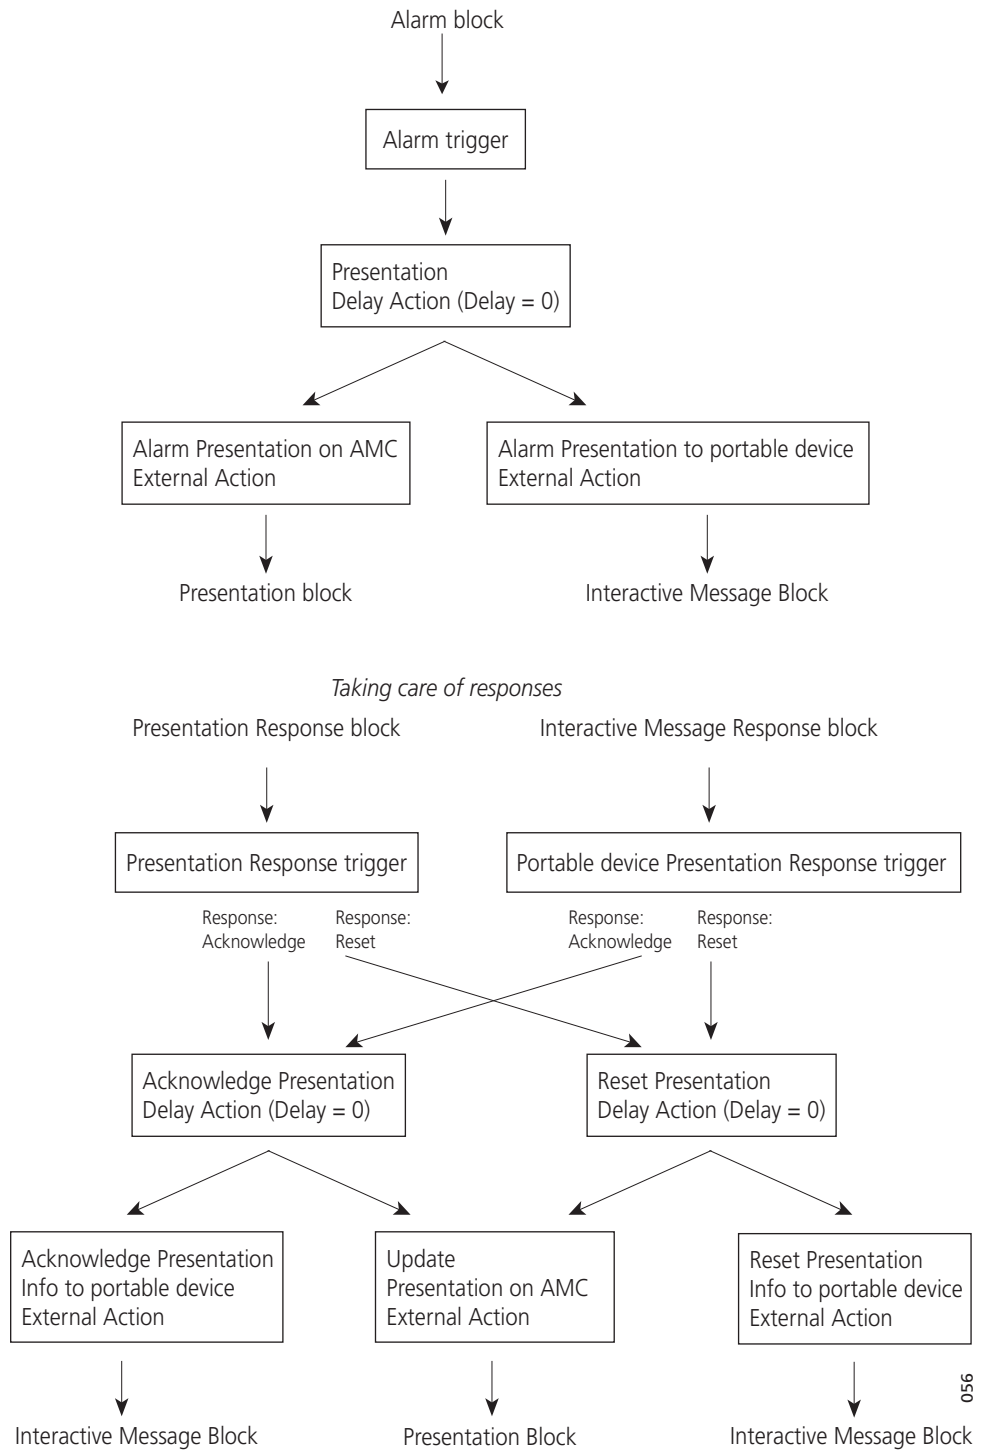 Alarm block
Alarm trigger
Presentation
Delay Action (Delay = 0)
Alarm Presentation on AMC
External Action
Alarm Presentation to portable device
External Action
Presentation block
Interactive Message Block
Taking care of responses
Presentation Response block
Interactive Message Response block
Presentation Response trigger
Portable device Presentation Response trigger
Response:
Acknowledge
Response:
Reset
Response:
Acknowledge
Response:
Reset
Acknowledge Presentation
Delay Action (Delay = 0)
Reset Presentation
Delay Action (Delay = 0)
Acknowledge Presentation
Info to portable device
External Action
Update
Presentation on AMC
External Action
Reset Presentation
Info to portable device
External Action
056
Interactive Message Block
Presentation Block
Interactive Message Block